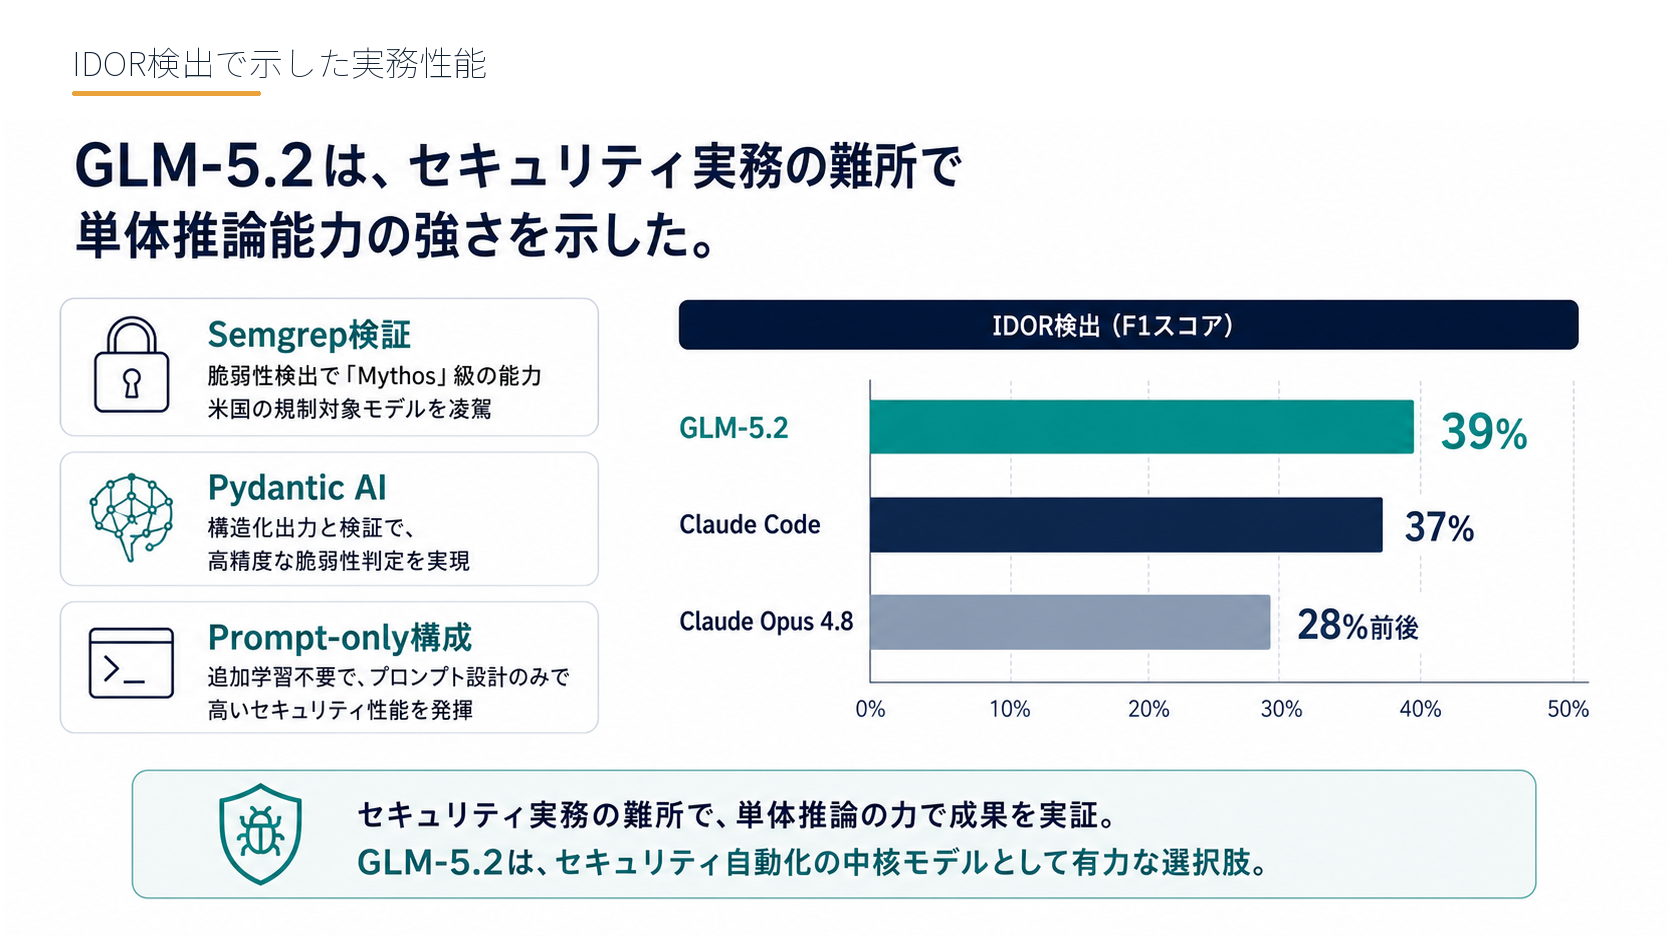 IDOR検出で示した実務性能
GLM-5.2は、セキュリティ実務の難所で
単体推論能力の強さを示した。
Semgrep検証
脆弱性検出で「Mythos」級の能力
米国の規制対象モデルを凌駕
Pydantic AI
構造化出力と検証で、
高精度な脆弱性判定を実現
Prompt-only構成
追加学習不要で、プロンプト設計のみで
高いセキュリティ性能を発揮
IDOR検出（F1スコア）
GLM-5.2
39%
Claude Code
37%
Claude Opus 4.8
28%前後
0% 10% 20% 30% 40% 50%
セキュリティ実務の難所で、単体推論の力で成果を実証。
GLM-5.2は、セキュリティ自動化の中核モデルとして有力な選択肢。